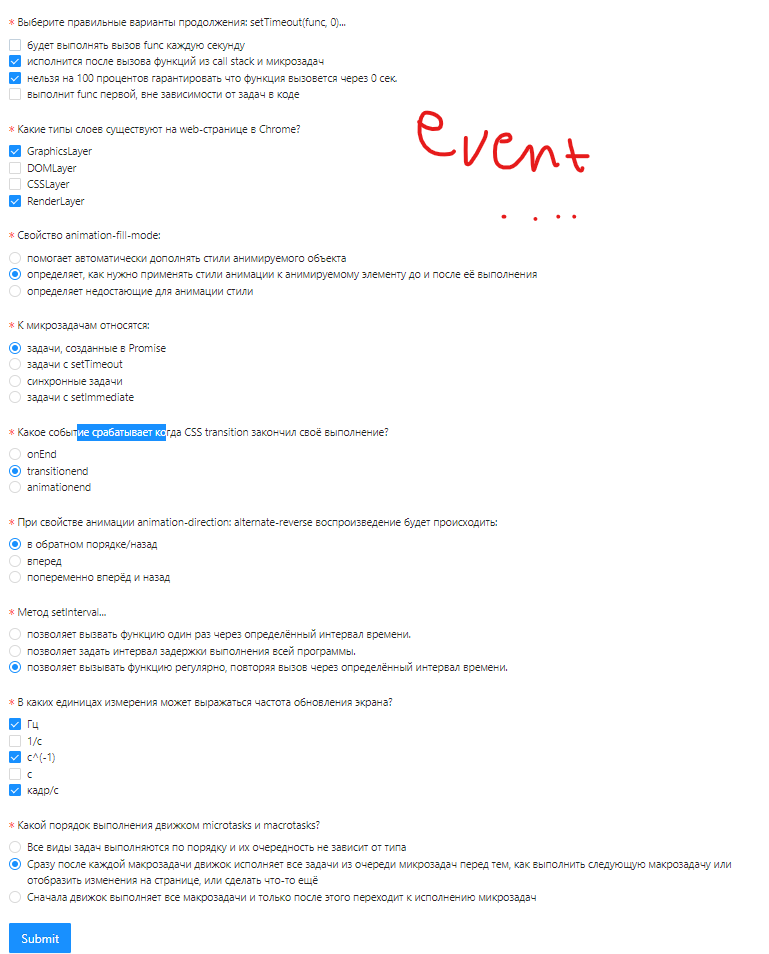 * Выберите правильные варианты продолжения: setTimeout(func, 0)...
будет выполнять вызов func каждую секунду
исполнится после вызова функций из call stack и микрозадач
нельзя на 100 процентов гарантировать что функция вызовется через 0 сек.
выполнит func первой, вне зависимости от задач в коде
* Какие типы слоев существуют на web-странице в Chrome?
event
. . . .
GraphicsLayer
DOMLayer
CSSLayer
RenderLayer
* Свойство animation-fill-mode:
помогает автоматически дополнять стили анимируемого объекта
определяет, как нужно применять стили анимации к анимируемому элементу до и после её выполнения
определяет недостающие для анимации стили
* К микрозадачам относятся:
задачи, созданные в Promise
задачи с setTimeout
синхронные задачи
задачи с setImmediate
* Какое событие срабатывает когда CSS transition закончил своё выполнение?
onEnd
transitionend
animationend
* При свойстве анимации animation-direction: alternate-reverse воспроизведение будет происходить:
в обратном порядке/назад
вперед
попеременно вперёд и назад
* Метод setInterval...
позволяет вызвать функцию один раз через определённый интервал времени.
позволяет задать интервал задержки выполнения всей программы.
позволяет вызывать функцию регулярно, повторяя вызов через определённый интервал времени.
* В каких единицах измерения может выражаться частота обновления экрана?
Гц
1/с
с^(-1)
с
кадр/с
* Какой порядок выполнения движком microtasks и macrotasks?
Все виды задач выполняются по порядку и их очередность не зависит от типа
Сразу после каждой макрозадачи движок исполняет все задачи из очереди микрозадач перед тем, как выполнить следующую макрозадачу или
отобразить изменения на странице, или сделать что-то ещё
Сначала движок выполняет все макрозадачи и только после этого переходит к исполнению микрозадач
Submit